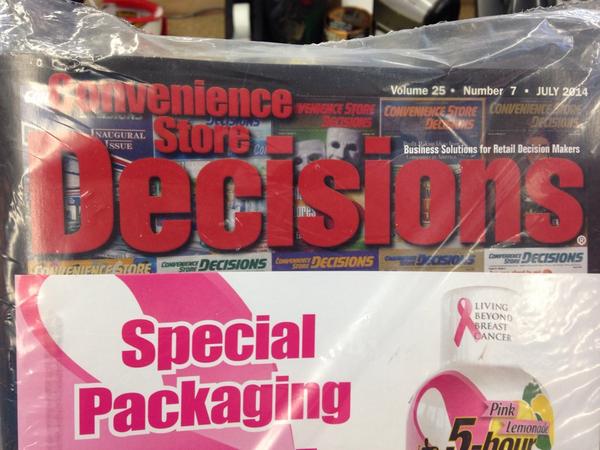 Convenience
Store
Decisions®
Volume 25 • Number 7 • JULY 2014
Business Solutions for Retail Decision Makers
INAUGURAL
ISSUE
CONVENIENCE STORE
DECISIONS
CONVENIENCE STORE
DECISIONS
CONVENIENCE STORE
DECISIONS
CONVENIENCE STORE
CONVENIENCE
STORE DECISIONS
CONVENIENCE STORE
DECISIONS
CONVENIENCE
STORE DECISIONS
Special
Packaging
LIVING
BEYOND
BREAST
CANCER
Pink
Lemonade
5-hour